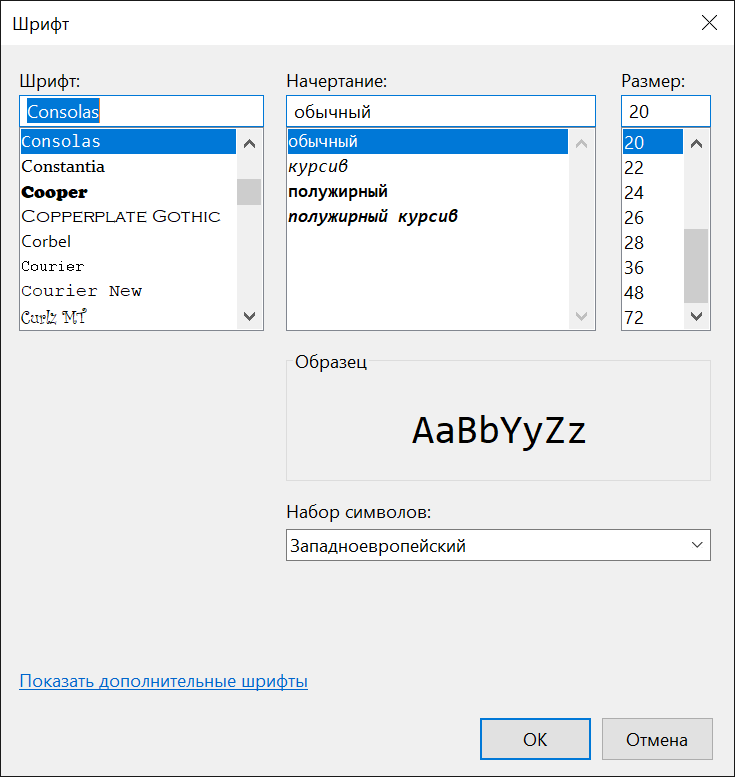 Шрифт
Шрифт:
Consolas
Consolas
Constantia
Cooper
Copperplate Gothic
Corbel
Courier
Courier New
Curlz MT
Начертание:
обычный
обычный
курсив
полужирный
полужирный курсив
Размер:
20
20
22
24
26
28
36
48
72
Образец
AaBbYyZz
Набор символов:
Западноевропейский
Показать дополнительные шрифты
ОК
Отмена